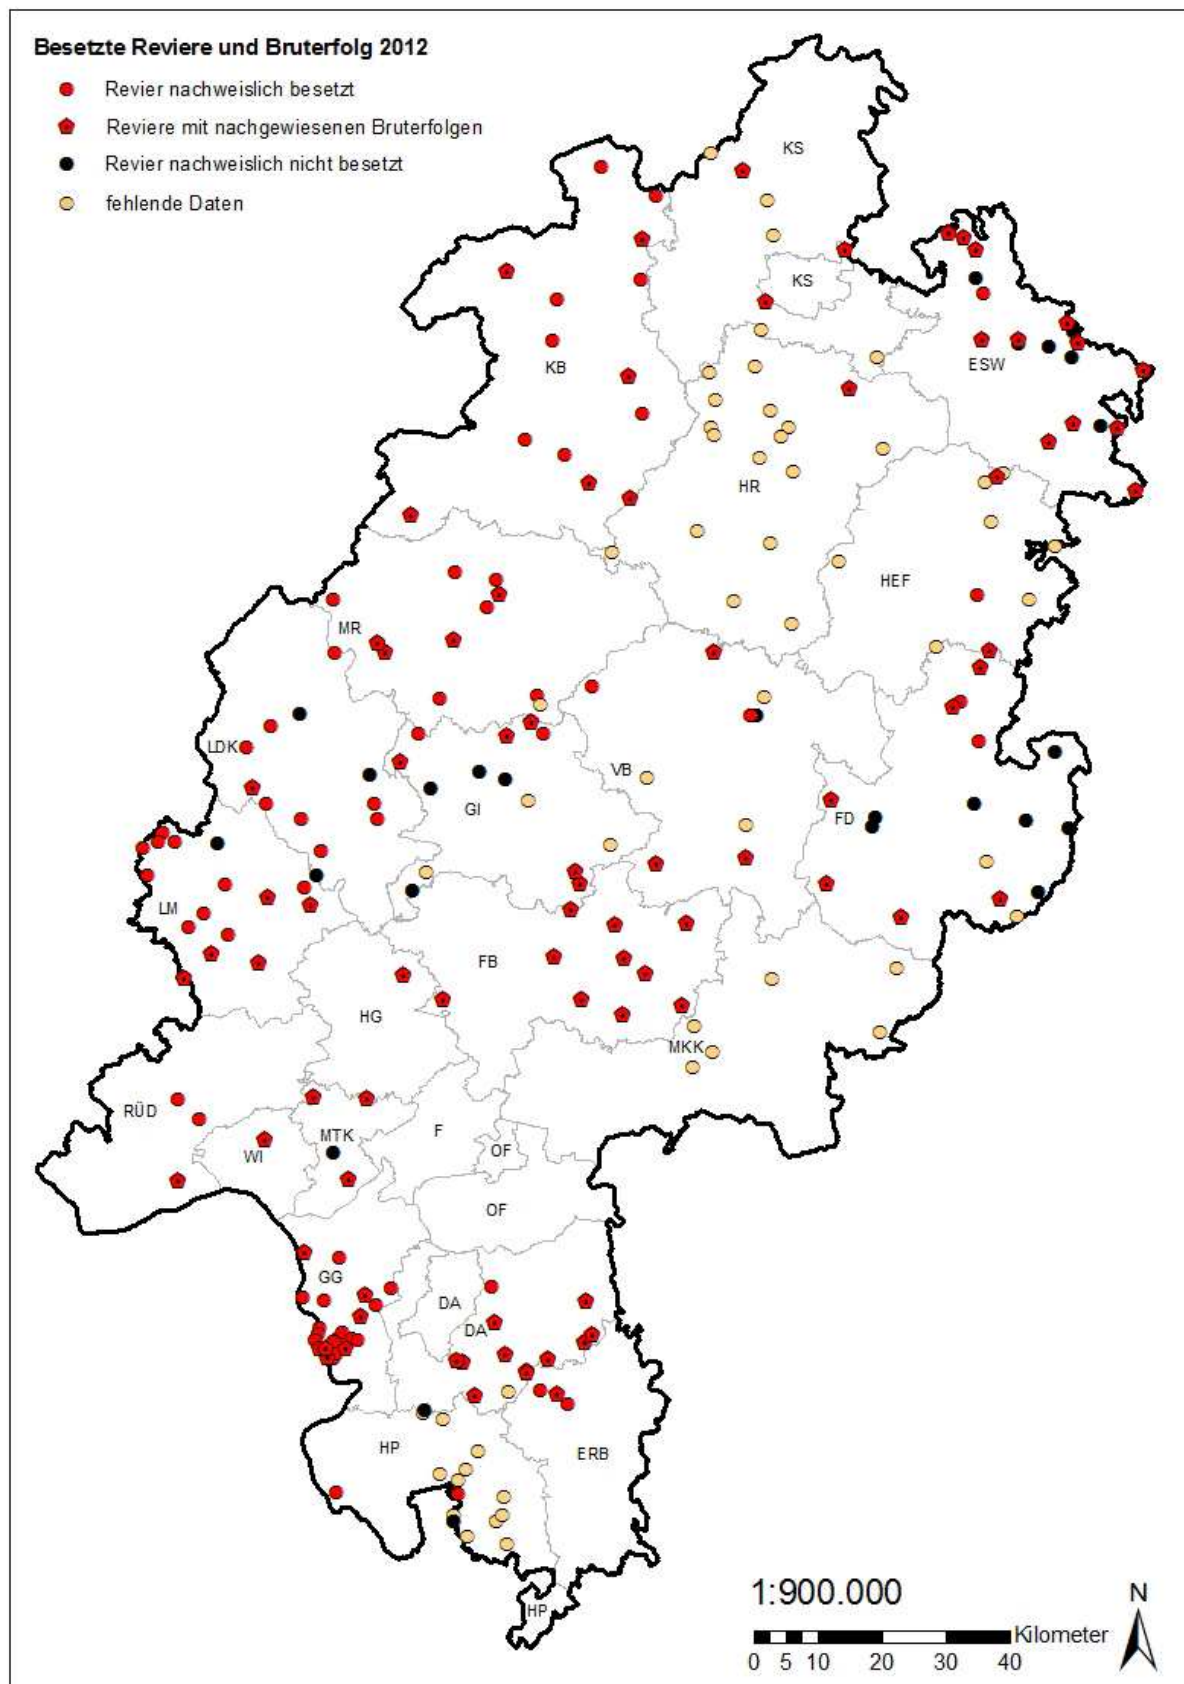 Besetzte Reviere und Bruterfolg 2012
Revier nachweislich besetzt
Reviere mit nachgewiesenen Bruterfolgen
Revier nachweislich nicht besetzt
fehlende Daten
KS
KS
KB
ESW
HR
HEF
MR
LDK
VB
GI
FD
LM
FB
HG
MKK
RÜD
F
MTK
WI
OF
OF
GG
DA
DA
HP
ERB
HP
1:900.000
N
Kilometer
0 5 10 20 30 40